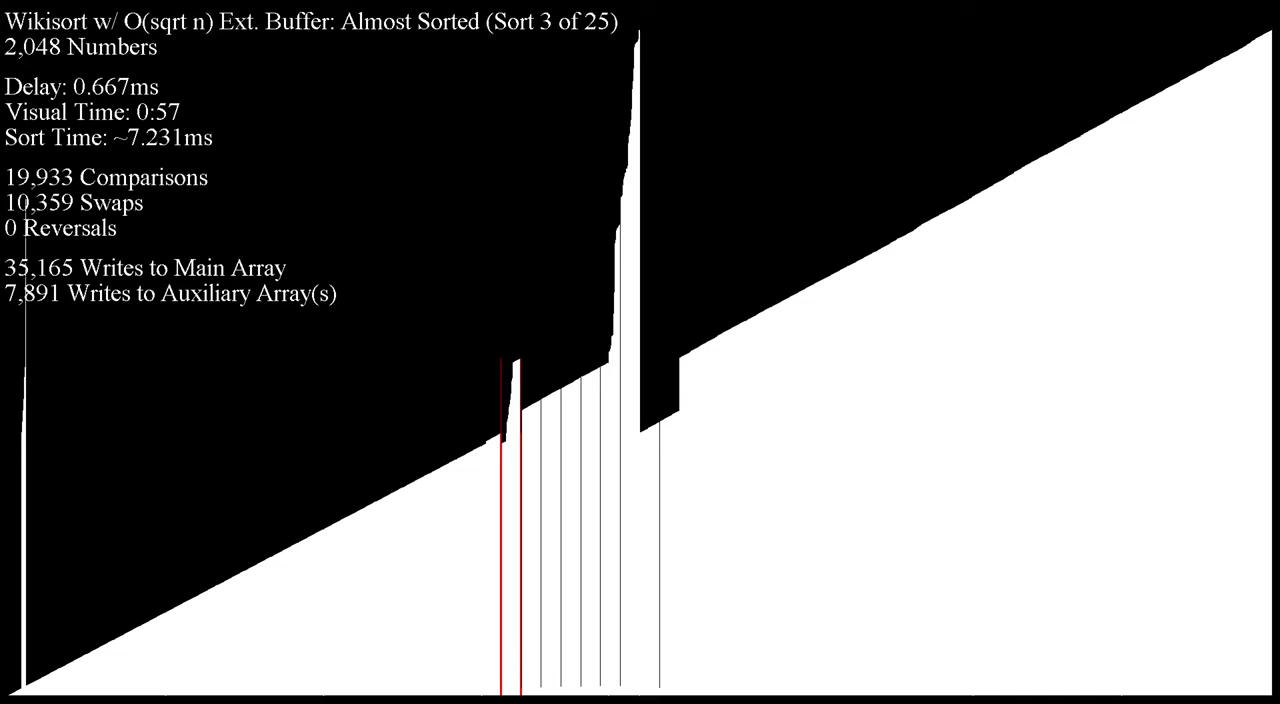 Wikisort w/ O(sqrt n) Ext. Buffer: Almost Sorted (Sort 3 of 25)
2,048 Numbers
Delay: 0.667ms
Visual Time: 0:57
Sort Time: ~7.231ms
19,933 Comparisons
10,359 Swaps
0 Reversals
35,165 Writes to Main Array
7,891 Writes to Auxiliary Array(s)